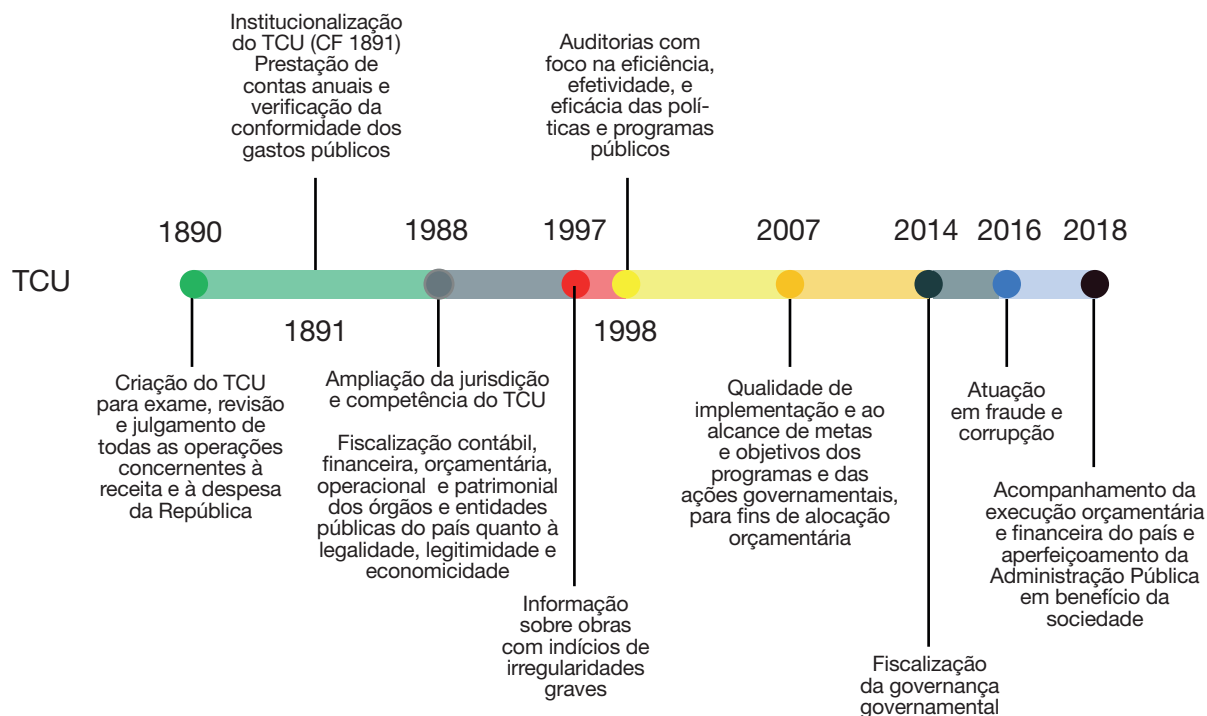 Institucionalização
do TCU (CF 1891)
Prestação de
contas anuais e
verificação da
conformidade dos
gastos públicos
Auditorias com
foco na eficiência,
efetividade, e
eficácia das polí-
ticas e programas
públicos
1890
1988
1997
2007
2014
2016
2018
TCU
1891
1998
Criação do TCU
para exame, revisão
e julgamento de
todas as operações
concernentes à
receita e à despesa
da República
Ampliação da jurisdição
e competência do TCU
Fiscalização contábil,
financeira, orçamentária,
operacional e patrimonial
dos órgãos e entidades
públicas do país quanto à
legalidade, legitimidade e
economicidade
Informação
sobre obras
com indícios de
irregularidades
graves
Qualidade de
implementação e ao
alcance de metas
e objetivos dos
programas e das
ações governamentais,
para fins de alocação
orçamentária
Fiscalização
da governança
governamental
Atuação
em fraude e
corrupção
Acompanhamento da
execução orçamentária
e financeira do país e
aperfeiçoamento da
Administração Pública
em benefício da
sociedade